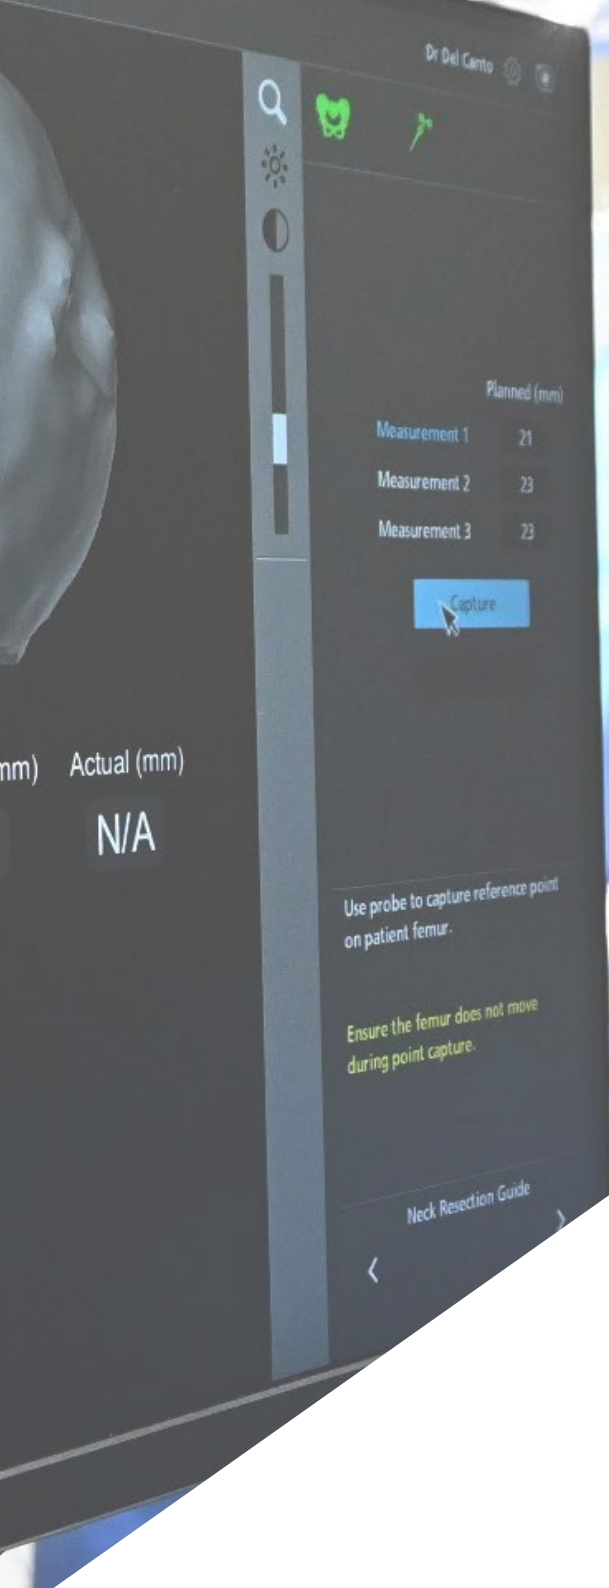 Dr Del Canto
Planned (mm)
Measurement 1 21
Measurement 2 23
Measurement 3 23
Capture
mm) Actual (mm)
N/A
Use probe to capture reference point
on patient femur.
Ensure the femur does not move
during point capture.
Neck Resection Guide